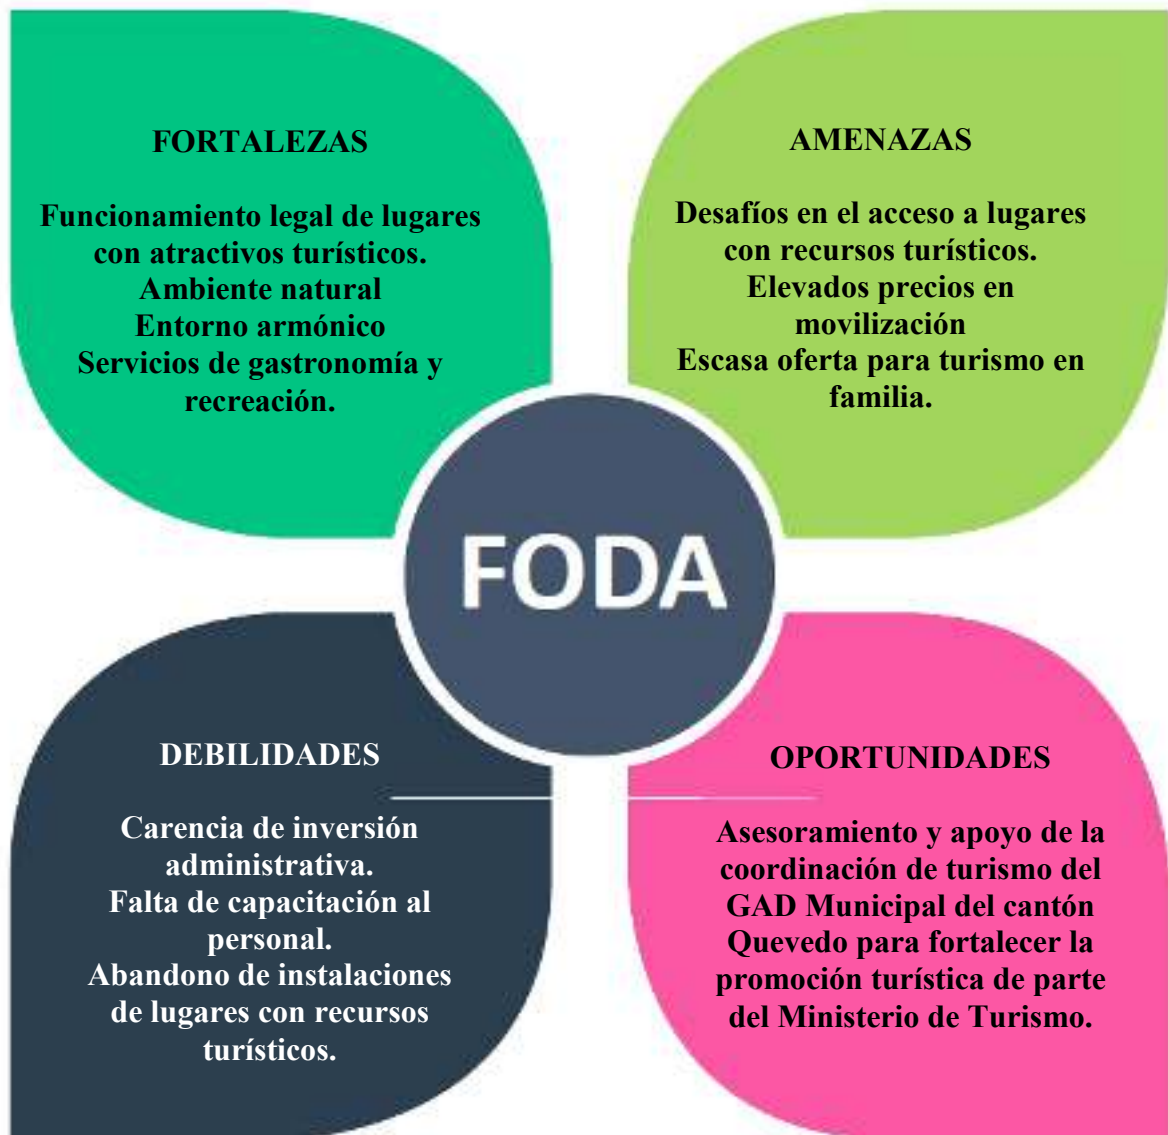 FORTALEZAS
Funcionamiento legal de lugares
con atractivos turísticos.
Ambiente natural
Entorno armónico
Servicios de gastronomía y
recreación.
AMENAZAS
Desafíos en el acceso a lugares
con recursos turísticos.
Elevados precios en
movilización
Escasa oferta para turismo en
familia.
FODA
DEBILIDADES
Carencia de inversión
administrativa.
Falta de capacitación al
personal.
Abandono de instalaciones
de lugares con recursos
turísticos.
OPORTUNIDADES
Asesoramiento y apoyo de la
coordinación de turismo del
GAD Municipal del cantón
Quevedo para fortalecer la
promoción turística de parte
del Ministerio de Turismo.